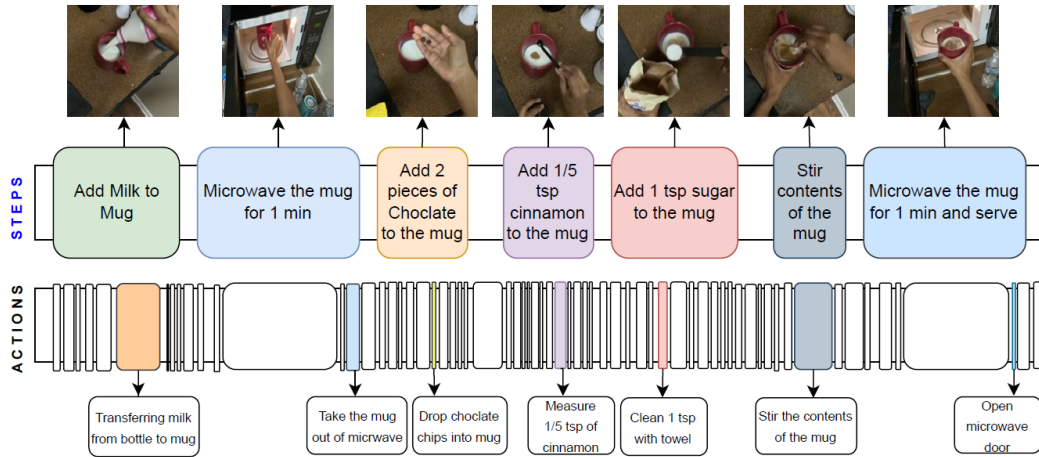 STEPS
Add Milk to
Mug
Microwave the mug
for 1 min
Add 2
pieces of
Choclate
to the mug
Add 1/5
tsp
cinnamon
to the mug
Add 1 tsp sugar
to the mug
Stir
contents
of the
mug
Microwave the mug
for 1 min and serve
ACTIONS
Transferring milk
from bottle to mug
Take the mug
out of micrwave
Drop choclate
chips into mug
Measure
1/5 tsp of
cinnamon
Clean 1 tsp
with towel
Stir the contents
of the mug
Open
microwave
door